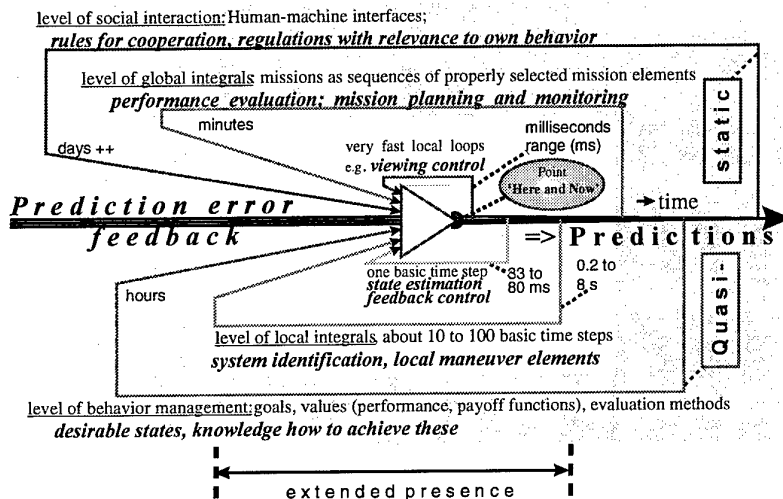 level of social interaction: Human-machine interfaces;
rules for cooperation, regulations with relevance to own behavior
level of global integrals: missions as sequences of properly selected mission elements
performance evaluation; mission planning and monitoring
minutes
days ++
very fast local loops
e.g. viewing control
milliseconds
range (ms)
static
Point
'Here and Now'
time
Prediction error
feedback
=> Predictions
one basic time step
state estimation
feedback control
33 to
80 ms
0.2 to
8 s
hours
Quasi-
level of local integrals, about 10 to 100 basic time steps
system identification, local maneuver elements
level of behavior management: goals, values (performance, payoff functions), evaluation methods
desirable states, knowledge how to achieve these
extended presence